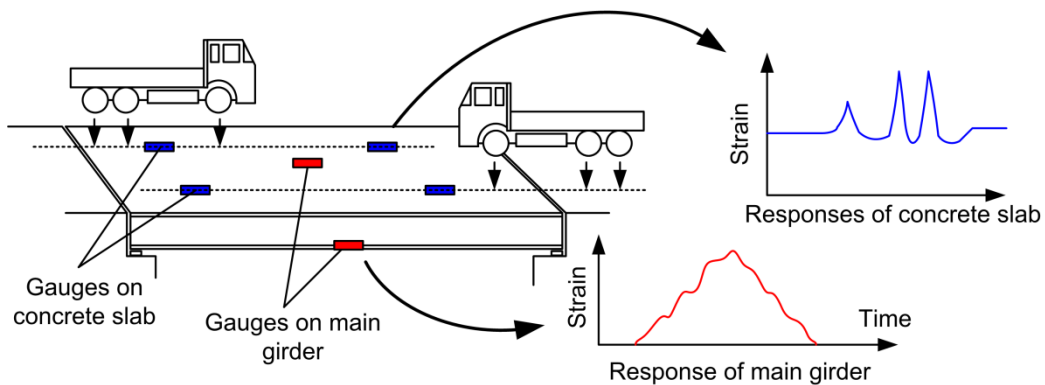 Strain
Responses of concrete slab
Gauges on
concrete slab
Gauges on main
girder
Strain
Time
Response of main girder